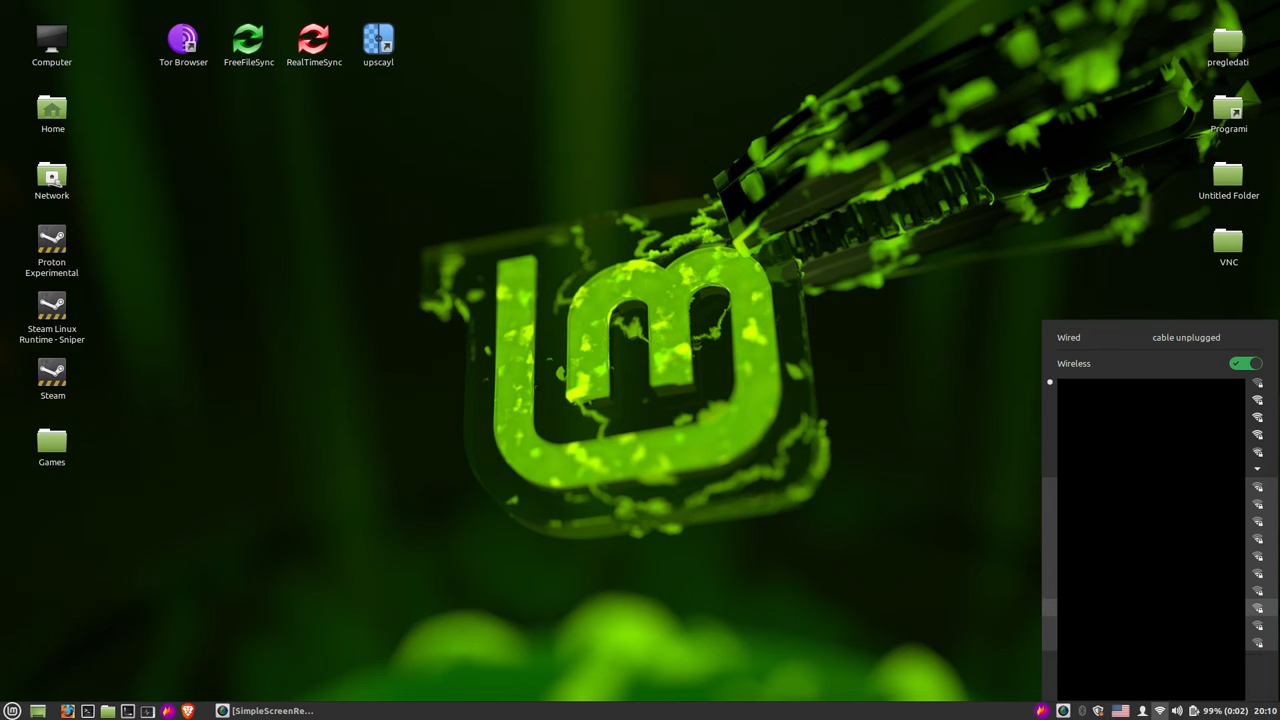 Computer
Tor Browser
FreeFileSync
RealTimeSync
upscayl
pregledati
Home
Programi
Network
Untitled Folder
Proton
Experimental
VNC
Steam Linux
Runtime - Sniper
Steam
Games
Wired cable unplugged
Wireless
[SimpleScreenRe...
99% (0:02) 20:10